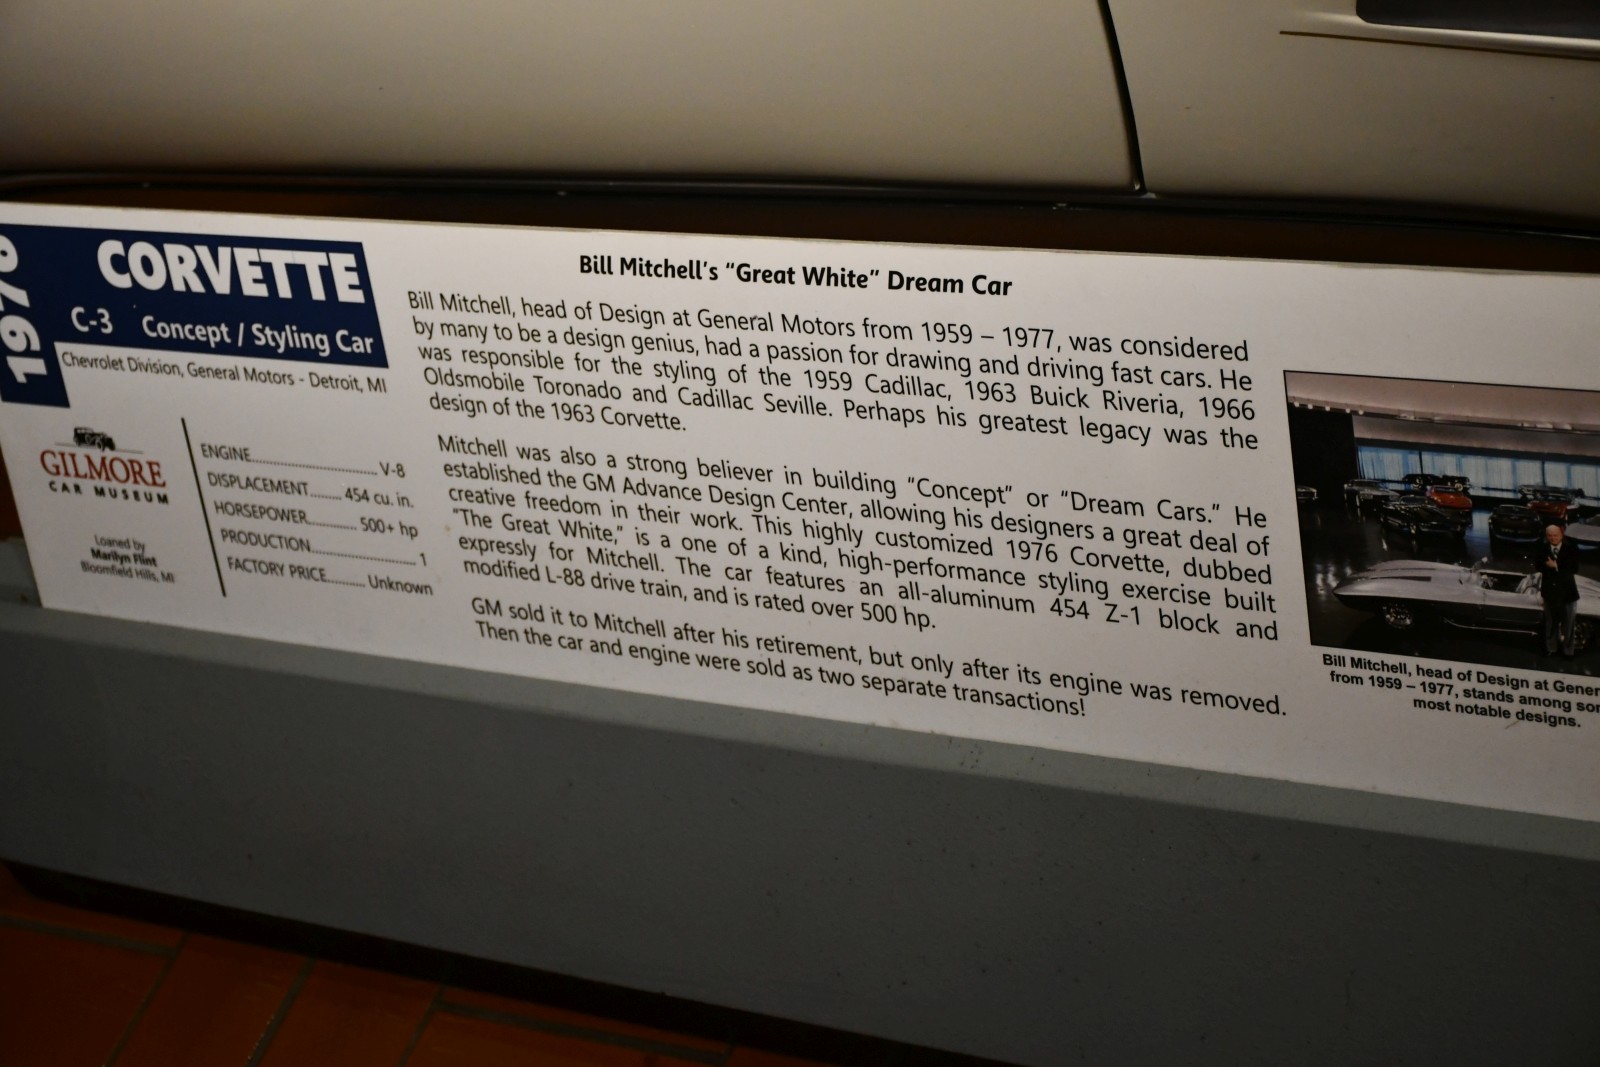 1976
CORVETTE
C-3 Concept / Styling Car
Chevrolet Division, General Motors - Detroit, MI
GILMORE
CAR MUSEUM
Loaned by
Marilyn Flint
Bloomfield Hills, MI
ENGINE................................ V-8
DISPLACEMENT........ 454 cu. in.
HORSEPOWER............. 500+ hp
PRODUCTION........................... 1
FACTORY PRICE.......... Unknown
Bill Mitchell's "Great White" Dream Car
Bill Mitchell, head of Design at General Motors from 1959 – 1977, was considered
by many to be a design genius, had a passion for drawing and driving fast cars. He
was responsible for the styling of the 1959 Cadillac, 1963 Buick Riveria, 1966
Oldsmobile Toronado and Cadillac Seville. Perhaps his greatest legacy was the
design of the 1963 Corvette.
Mitchell was also a strong believer in building "Concept" or "Dream Cars." He
established the GM Advance Design Center, allowing his designers a great deal of
creative freedom in their work. This highly customized 1976 Corvette, dubbed
"The Great White," is a one of a kind, high-performance styling exercise built
expressly for Mitchell. The car features an all-aluminum 454 Z-1 block and
modified L-88 drive train, and is rated over 500 hp.
GM sold it to Mitchell after his retirement, but only after its engine was removed.
Then the car and engine were sold as two separate transactions!
Bill Mitchell, head of Design at Gener
from 1959 – 1977, stands among so
most notable designs.